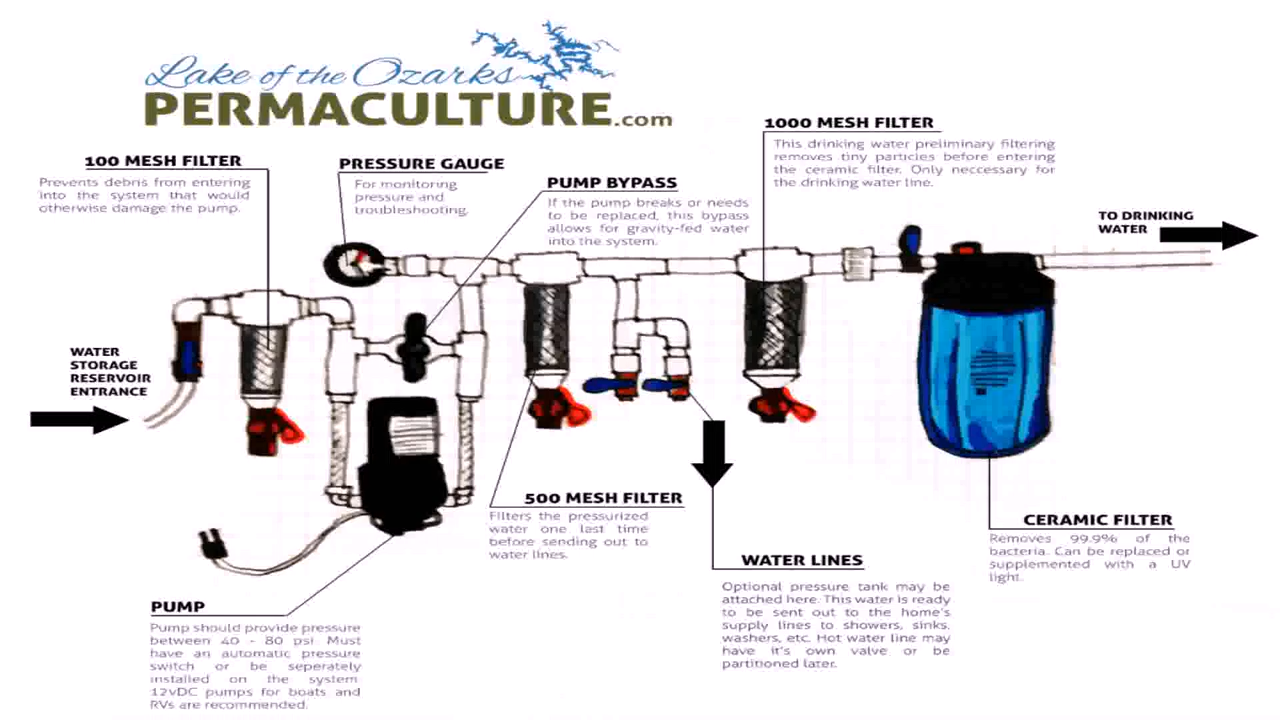 Lake of the Ozarks
PERMACULTURE.com
100 MESH FILTER
Prevents debris from entering
into the system that would
otherwise damage the pump.
PRESSURE GAUGE
For monitoring
pressure and
troubleshooting.
PUMP BYPASS
If the pump breaks or needs
to be replaced, this bypass
allows for gravity-fed water
into the system.
1000 MESH FILTER
This drinking water preliminary filtering
removes tiny particles before entering
the ceramic filter. Only neccessary for
the drinking water line.
TO DRINKING
WATER
WATER
STORAGE
RESERVOIR
ENTRANCE
500 MESH FILTER
Filters the pressurized
water one last time
before sending out to
water lines.
WATER LINES
Optional pressure tank may be
attached here. This water is ready
to be sent out to the home's
supply lines to showers, sinks,
washers, etc. Hot water line may
have it's own valve or be
partitioned later.
CERAMIC FILTER
Removes 99.9% of the
bacteria. Can be replaced or
supplemented with a UV
light.
PUMP
Pump should provide pressure
between 40 - 80 psi. Must
have an automatic pressure
switch or be seperately
installed on the system.
12vDC pumps for boats and
RVs are recommended.